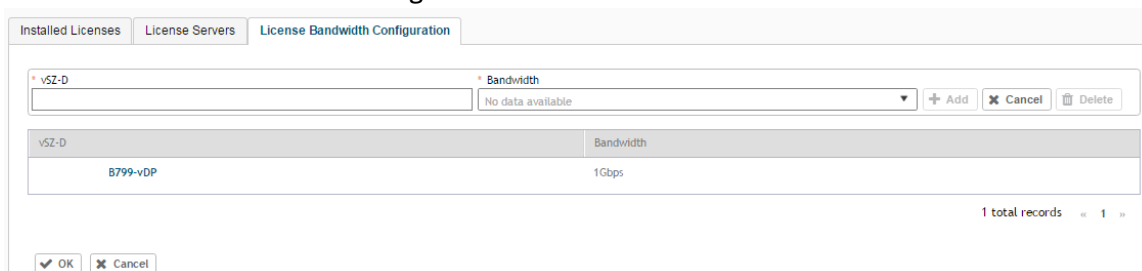 Installed Licenses License Servers License Bandwidth Configuration
* vSZ-D * Bandwidth
No data available + Add Cancel Delete
vSZ-D Bandwidth
B799-vDP 1Gbps
1 total records « 1 »
OK Cancel